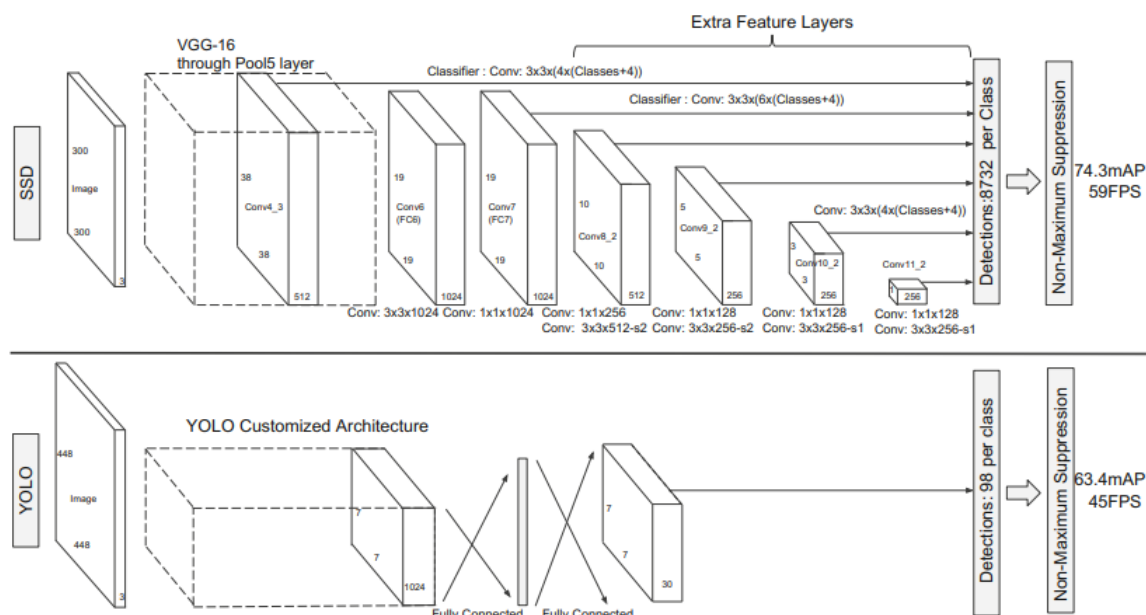 Extra Feature Layers
VGG-16
through Pool5 layer
Classifier : Conv: 3x3x(4x(Classes+4))
Classifier : Conv: 3x3x(6x(Classes+4))
SSD
300
Image
300
3
38
Conv4_3
38
512
19
Conv6
(FC6)
19
1024
19
Conv7
(FC7)
19
1024
10
Conv8_2
10
512
5
Conv9_2
5
256
Conv: 3x3x(4x(Classes+4))
3
Conv10_2
3
256
Conv11_2
1
256
Conv: 3x3x1024
Conv: 1x1x1024
Conv: 1x1x256
Conv: 3x3x512-s2
Conv: 1x1x128
Conv: 3x3x256-s2
Conv: 1x1x128
Conv: 3x3x256-s1
Conv: 1x1x128
Conv: 3x3x256-s1
Detections:8732 per Class
Non-Maximum Suppression
74.3mAP
59FPS
YOLO
448
Image
448
3
YOLO Customized Architecture
7
7
1024
Fully Connected
Fully Connected
7
7
30
Detections: 98 per class
Non-Maximum Suppression
63.4mAP
45FPS